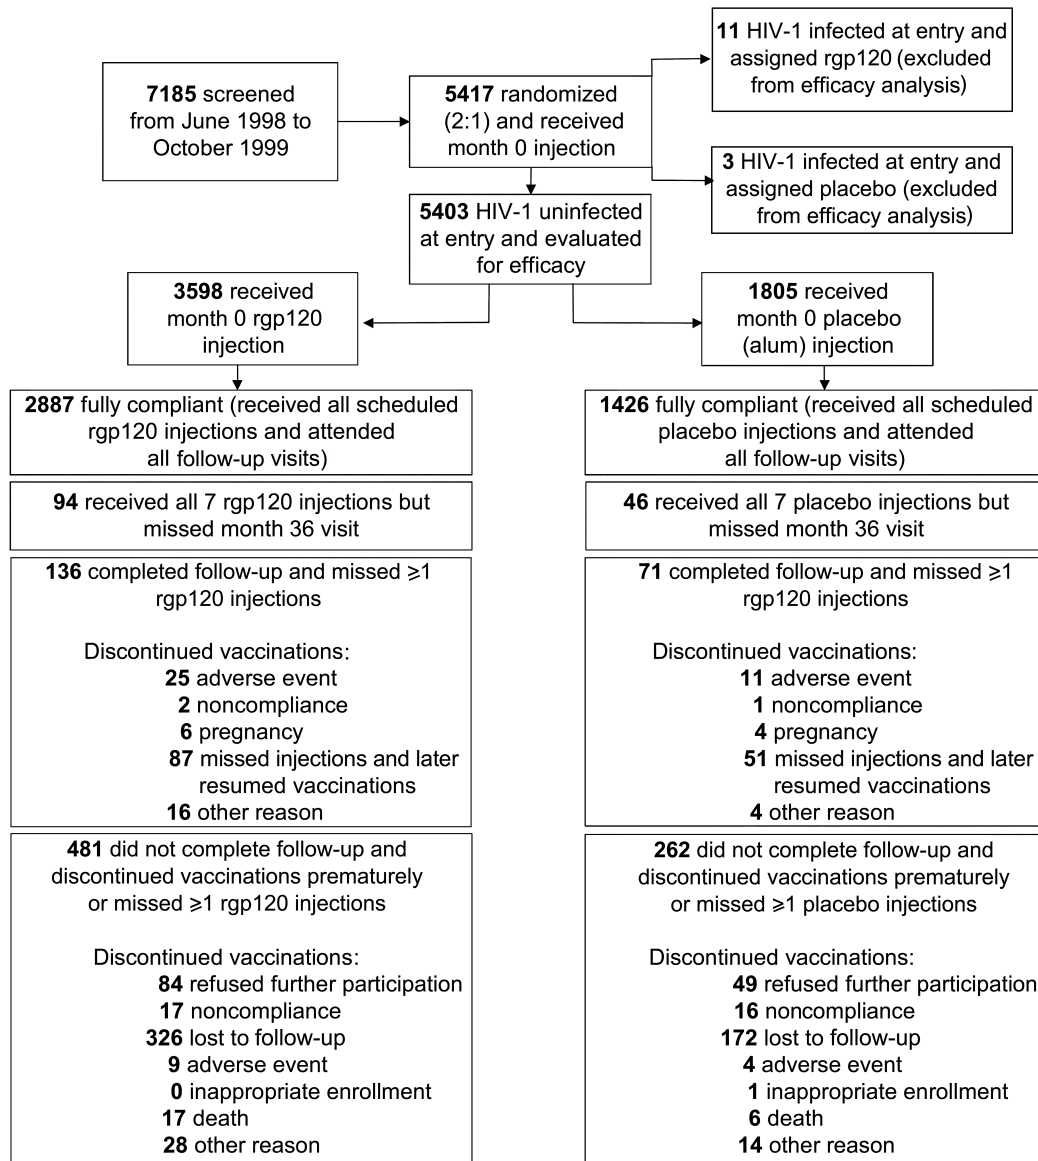 7185 screened
from June 1998 to
October 1999
5417 randomized
(2:1) and received
month 0 injection
11 HIV-1 infected at entry and
assigned rgp120 (excluded
from efficacy analysis)
3 HIV-1 infected at entry and
assigned placebo (excluded
from efficacy analysis)
5403 HIV-1 uninfected
at entry and evaluated
for efficacy
3598 received
month 0 rgp120
injection
1805 received
month 0 placebo
(alum) injection
2887 fully compliant (received all scheduled
rgp120 injections and attended
all follow-up visits)
94 received all 7 rgp120 injections but
missed month 36 visit
136 completed follow-up and missed ⩾1
rgp120 injections
Discontinued vaccinations:
25 adverse event
2 noncompliance
6 pregnancy
87 missed injections and later
resumed vaccinations
16 other reason
481 did not complete follow-up and
discontinued vaccinations prematurely
or missed ⩾1 rgp120 injections
Discontinued vaccinations:
84 refused further participation
17 noncompliance
326 lost to follow-up
9 adverse event
0 inappropriate enrollment
17 death
28 other reason
1426 fully compliant (received all scheduled
placebo injections and attended
all follow-up visits)
46 received all 7 placebo injections but
missed month 36 visit
71 completed follow-up and missed ⩾1
rgp120 injections
Discontinued vaccinations:
11 adverse event
1 noncompliance
4 pregnancy
51 missed injections and later
resumed vaccinations
4 other reason
262 did not complete follow-up and
discontinued vaccinations prematurely
or missed ⩾1 placebo injections
Discontinued vaccinations:
49 refused further participation
16 noncompliance
172 lost to follow-up
4 adverse event
1 inappropriate enrollment
6 death
14 other reason